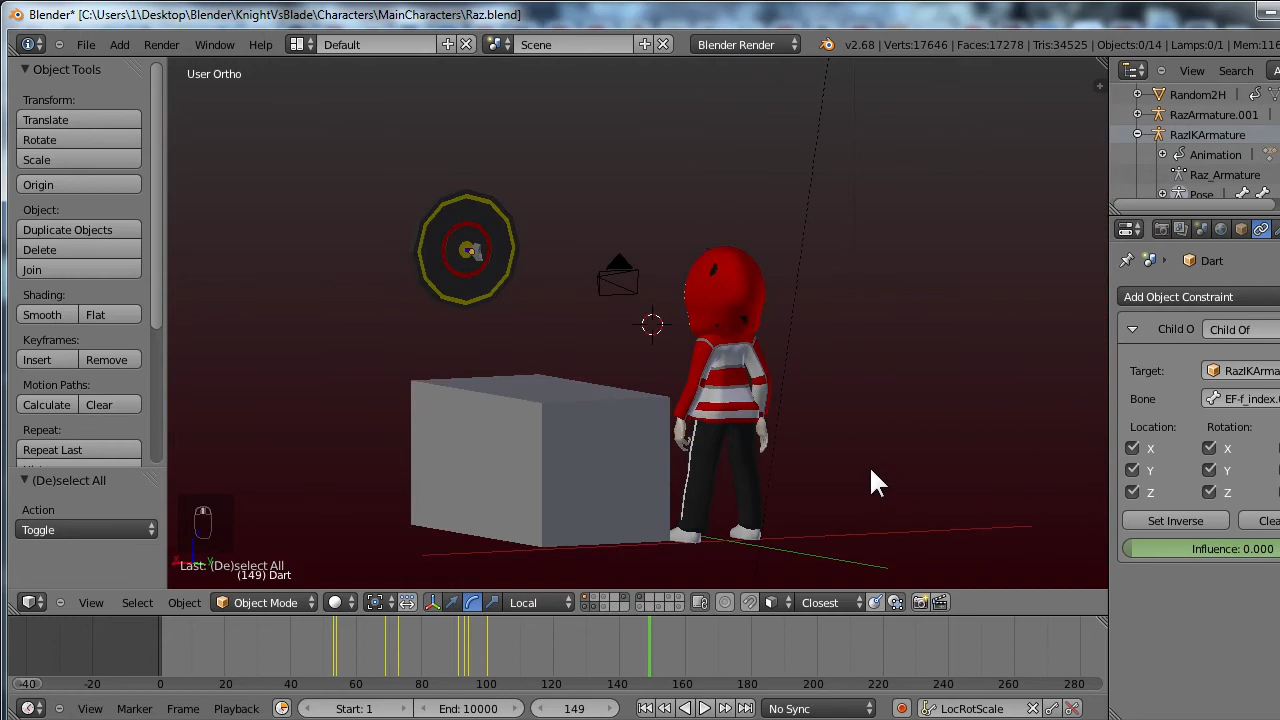 Blender* [C:\Users\1\Desktop\Blender\KnightVsBlade\Characters\MainCharacters\Raz.blend]
File Add Render Window Help Default Scene Blender Render v2.68 | Verts:17646 | Faces:17278 | Tris:34525 | Objects:0/14 | Lamps:0/1 | Mem:116
Object Tools
User Ortho
View Search
Transform:
Translate
Rotate
Scale
Origin
Object:
Duplicate Objects
Delete
Join
Shading:
Smooth Flat
Keyframes:
Insert Remove
Motion Paths:
Calculate Clear
Repeat:
Repeat Last
(De)select All
Action
Toggle
Last: (De)select All
(149) Dart
Random2H
RazArmature.001
RazIKArmature
Animation
Raz_Armature
Pose
Dart
Add Object Constraint
Child O Child Of
Target: RazIKArma
Bone EF-f_index.
Location: Rotation:
X X
Y Y
Z Z
Set Inverse Clea
Influence: 0.000
View Select Object Object Mode Local Closest
-40 -20 0 20 40 60 80 100 120 140 160 180 200 220 240 260 280
View Marker Frame Playback Start: 1 End: 10000 149 No Sync LocRotScale